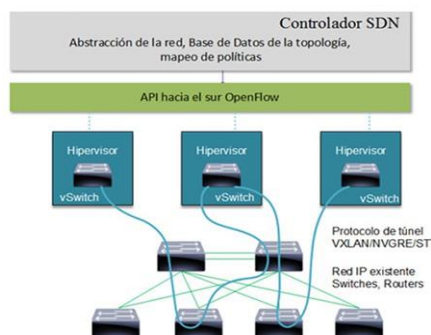 Controlador SDN
Abstracción de la red, Base de Datos de la topología,
mapeo de políticas
API hacia el sur OpenFlow
Hipervisor
vSwitch
Hipervisor
vSwitch
Hipervisor
vSwitch
Protocolo de túnel
VXLAN/NVGRE/ST
Red IP existente
Switches, Routers